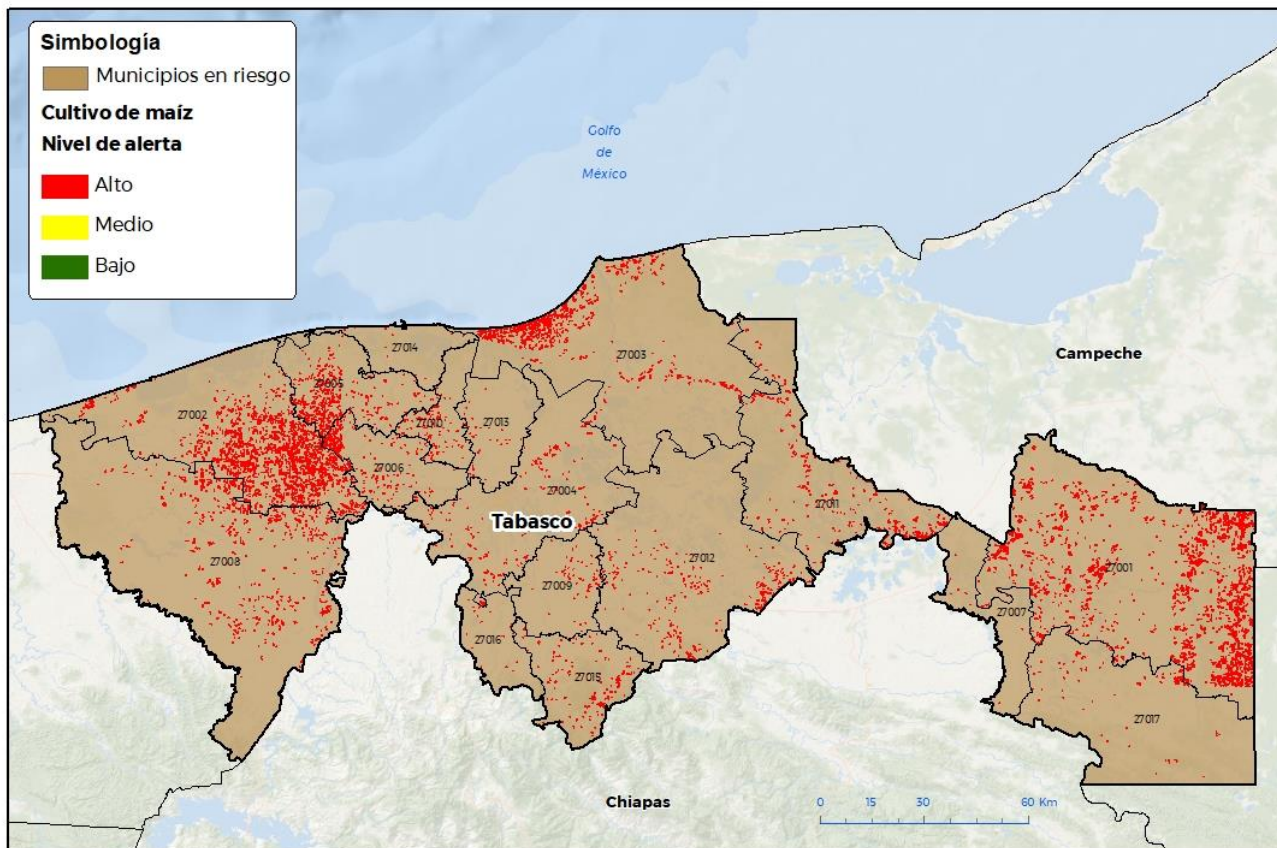 Simbología
Municipios en riesgo
Cultivo de maíz
Nivel de alerta
Alto
Medio
Bajo
Golfo
de
México
27014
27003
27005
27002
27010
27013
27006
27004
Tabasco
27011
27008
27009
27012
27016
27015
Campeche
27001
27007
27017
Chiapas
0 15 30 60 Km